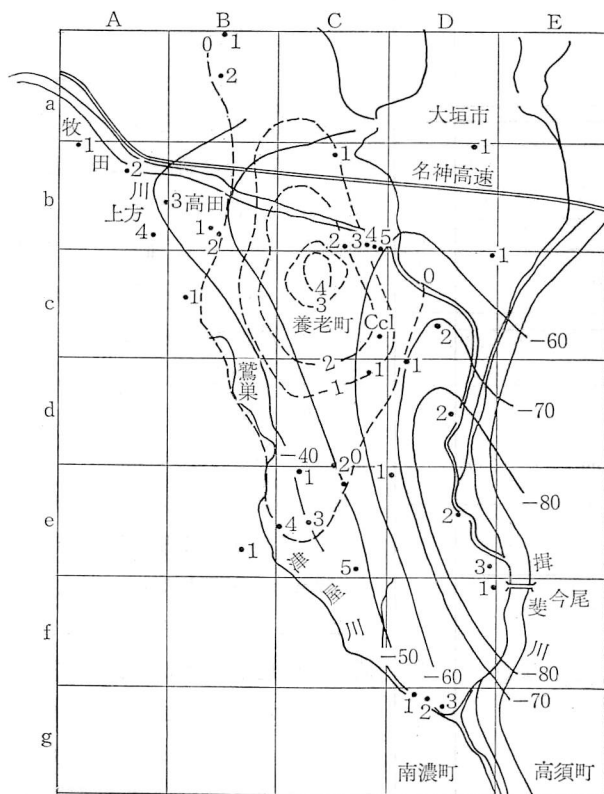 A B C D E
0 1
2
a
大垣市
牧 1 1 1
田 2 名神高速
b
川 3 高田
上方 4 1 2 2 3 4 5
0 1
c
1 4 3
養老町 Ccl
−60
2
2 1 1 1
−70
鷲巣
d
2
−40 1 2 0 1
−80
e
4 3 2
1 5 3
津屋川
揖斐川
1 今尾
f
−50 −60 −80 −70
1 2 3
g
南濃町 高須町